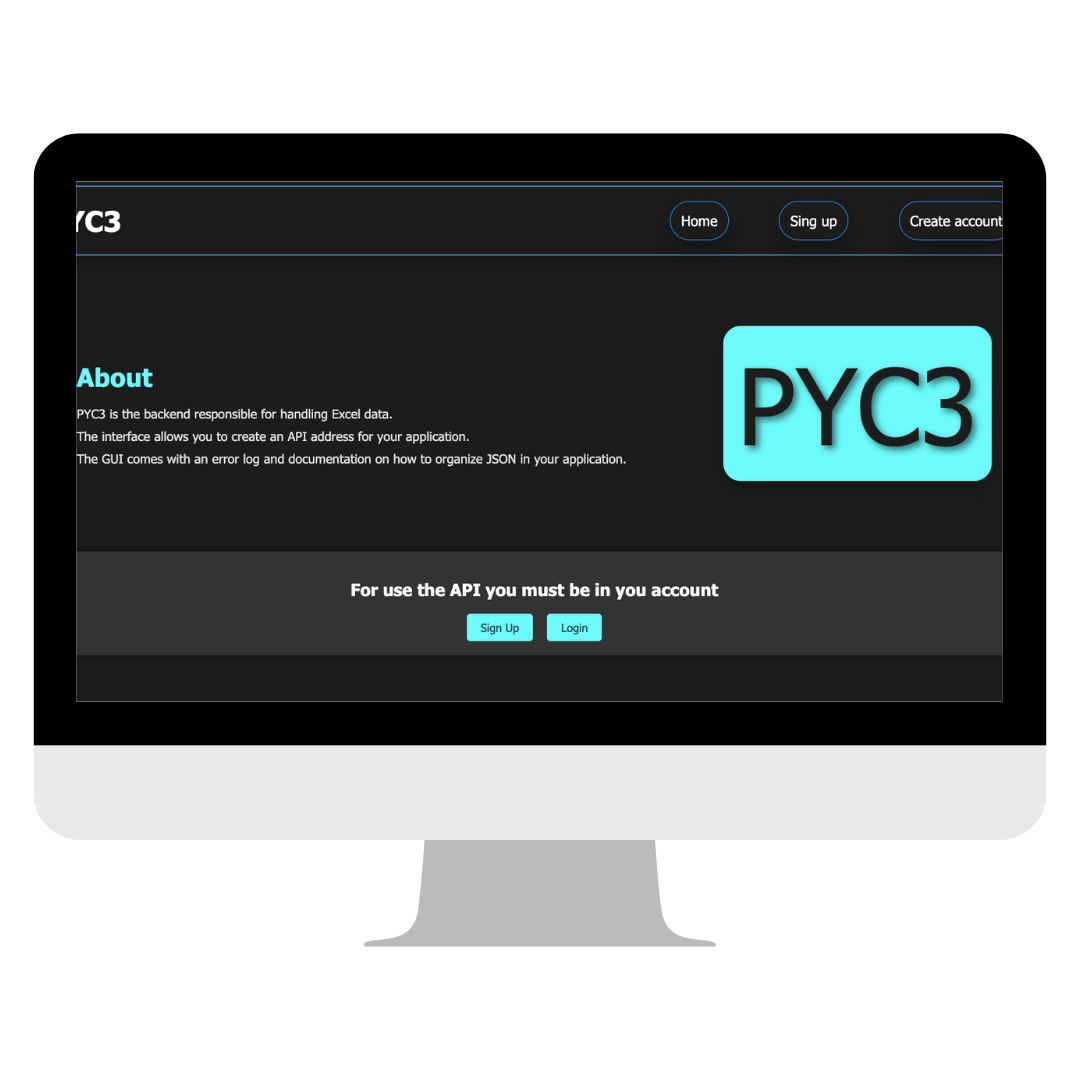 YC3
Home
Sing up
Create account
About
PYC3 is the backend responsible for handling Excel data.
The interface allows you to create an API address for your application.
The GUI comes with an error log and documentation on how to organize JSON in your application.
PYC3
For use the API you must be in you account
Sign Up
Login